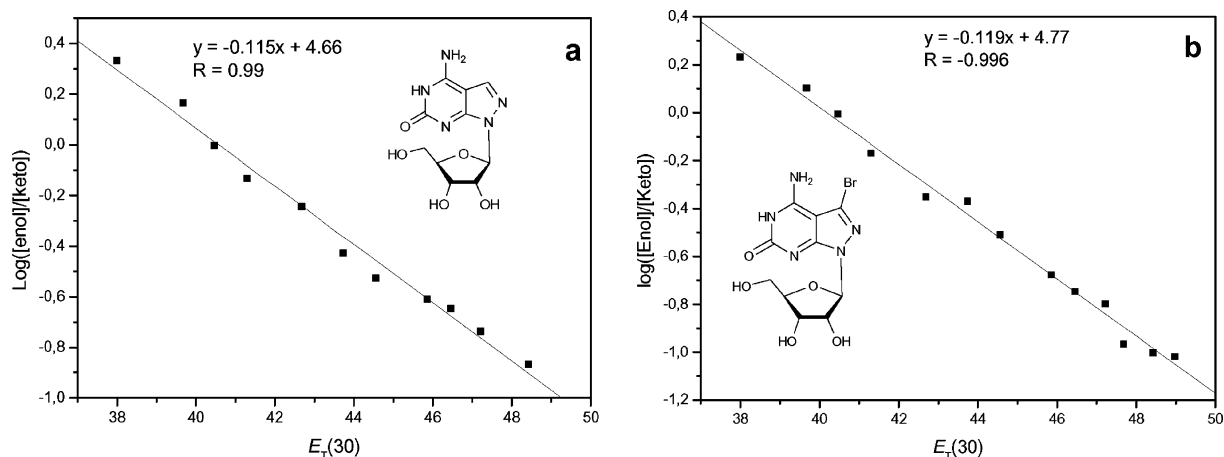 a
y = -0.115x + 4.66
R = 0.99
NH2
HN
N
O
N
N
HO
O
HO
OH
Log([enol]/[keto])
0,4
0,2
0,0
-0,2
-0,4
-0,6
-0,8
-1,0
38 40 42 44 46 48 50
ET(30)
b
y = -0.119x + 4.77
R = -0.996
NH2
Br
HN
N
O
N
N
HO
O
HO
OH
log([Enol]/[Keto])
0,4
0,2
0,0
-0,2
-0,4
-0,6
-0,8
-1,0
-1,2
38 40 42 44 46 48 50
ET(30)